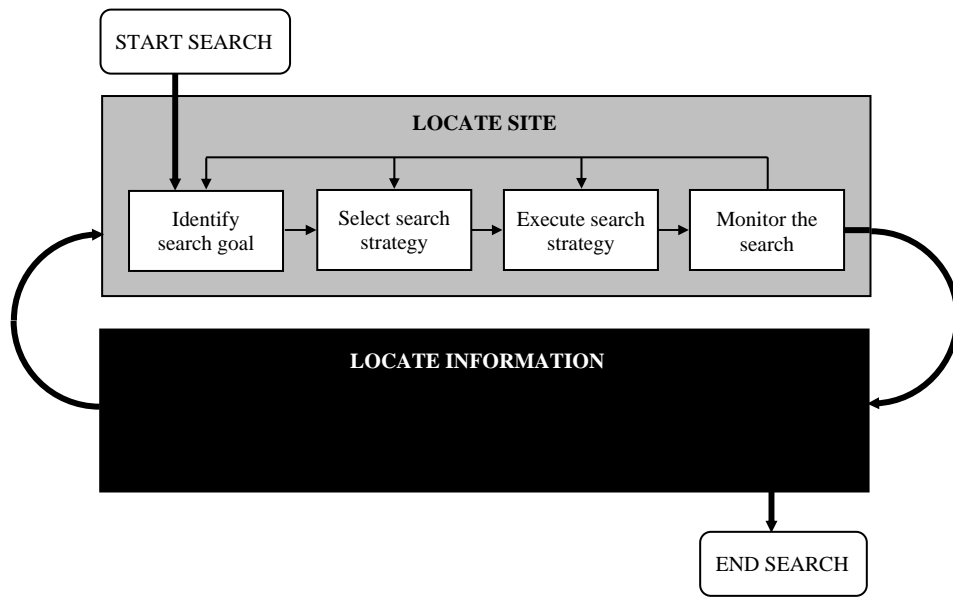 START SEARCH
LOCATE SITE
Identify
search goal
Select search
strategy
Execute search
strategy
Monitor the
search
LOCATE INFORMATION
END SEARCH